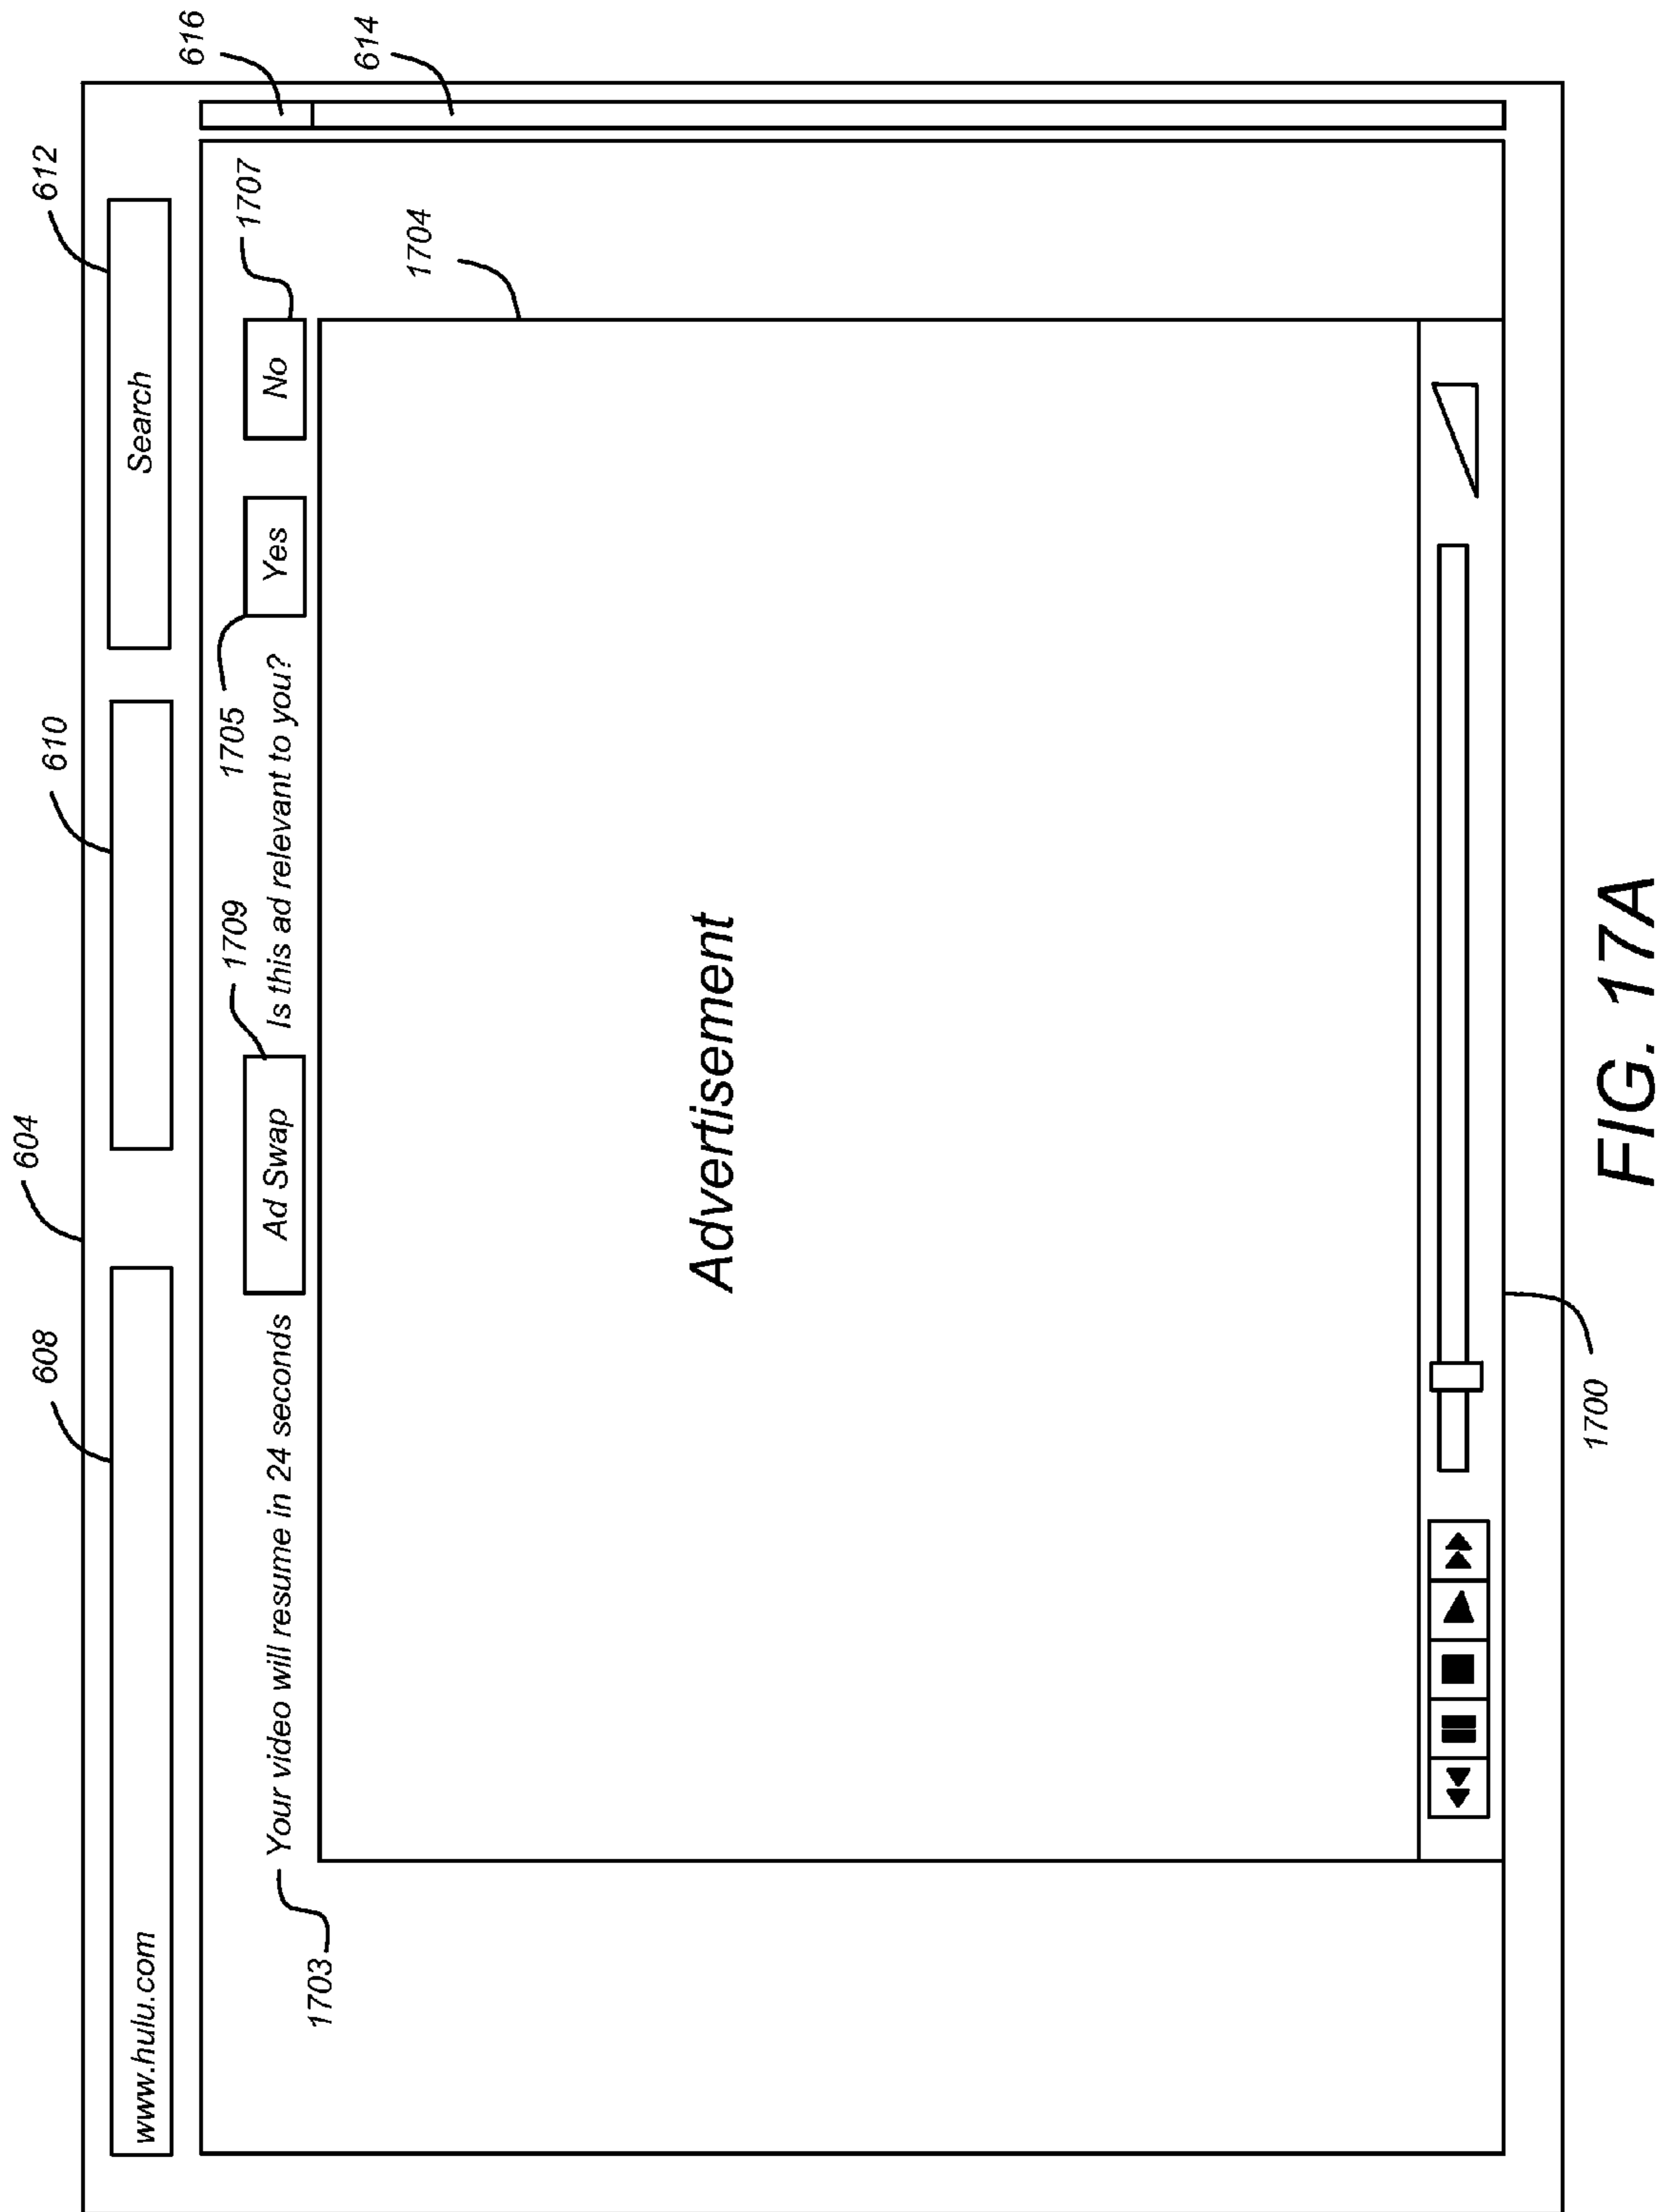 604
608
610
612
www.hulu.com
Search
616
614
1709
1705
1707
1703
Your video will resume in 24 seconds
Ad Swap
Is this ad relevant to you?
Yes
No
1704
Advertisement
1700
FIG. 17A